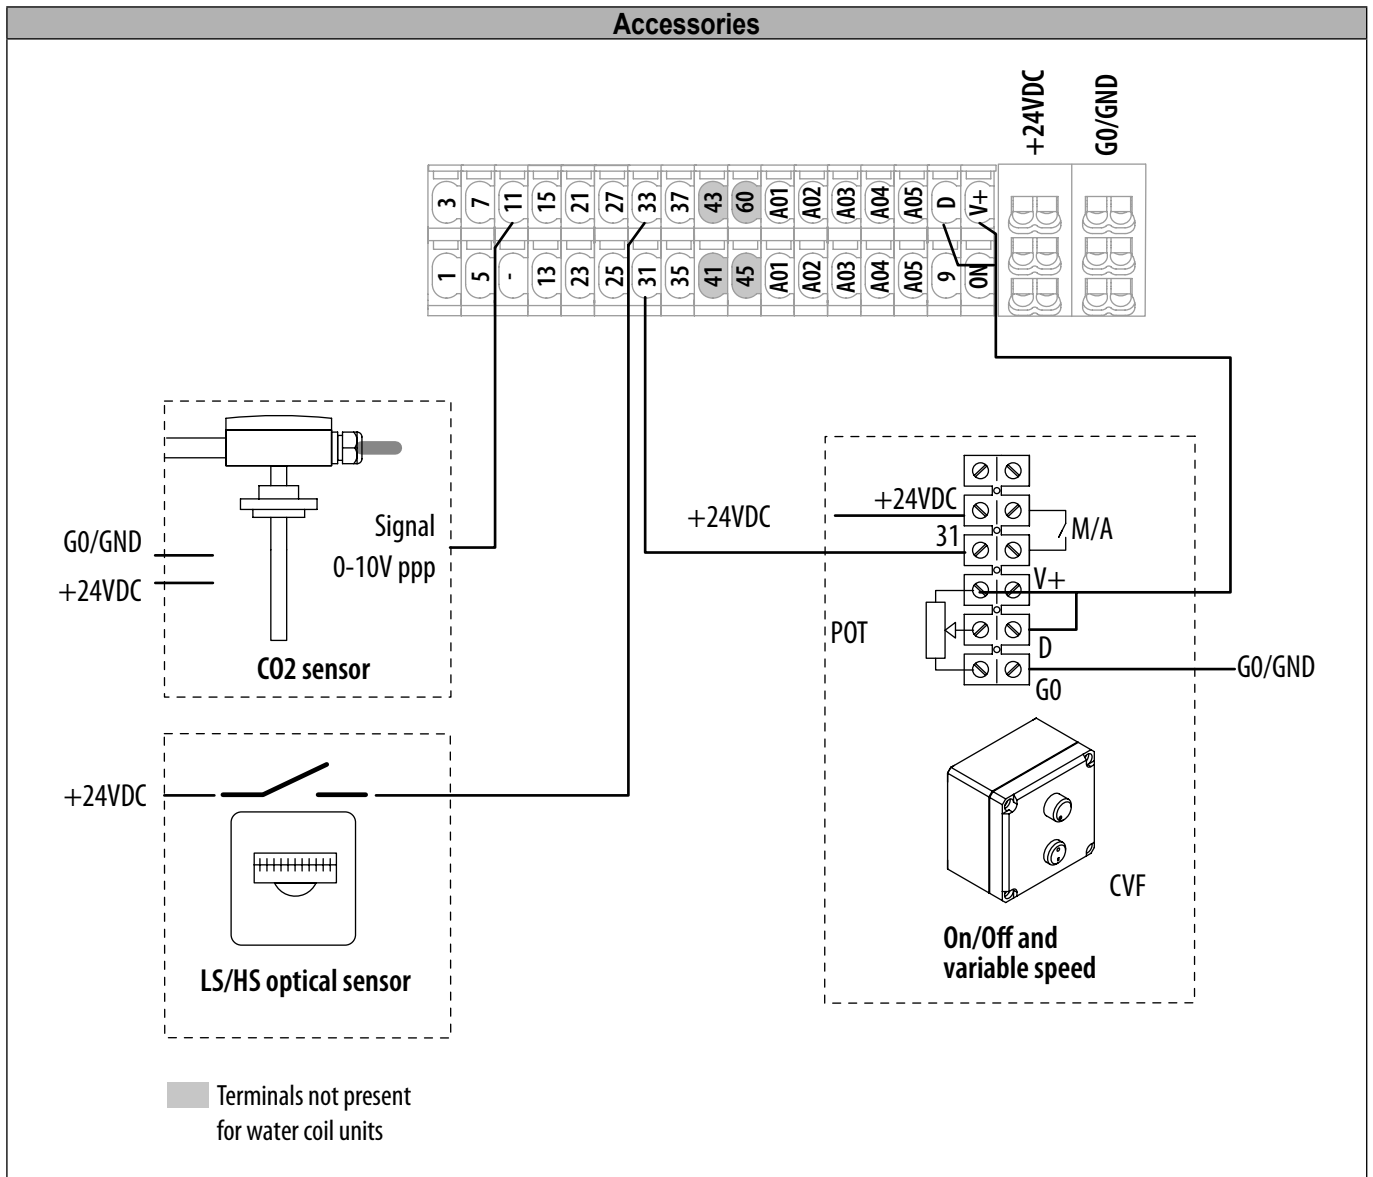 Accessories
+24VDC G0/GND
3 7 11 15 21 27 33 37 43 60 A01 A02 A03 A04 A05 D V+
1 5 - 13 23 25 31 35 41 45 A01 A02 A03 A04 A05 9 ON
Signal
0-10V ppp
G0/GND
+24VDC
CO2 sensor
+24VDC
+24VDC
31
M/A
V+
POT
D
G0
G0/GND
+24VDC
LS/HS optical sensor
CVF
On/Off and
variable speed
Terminals not present
for water coil units